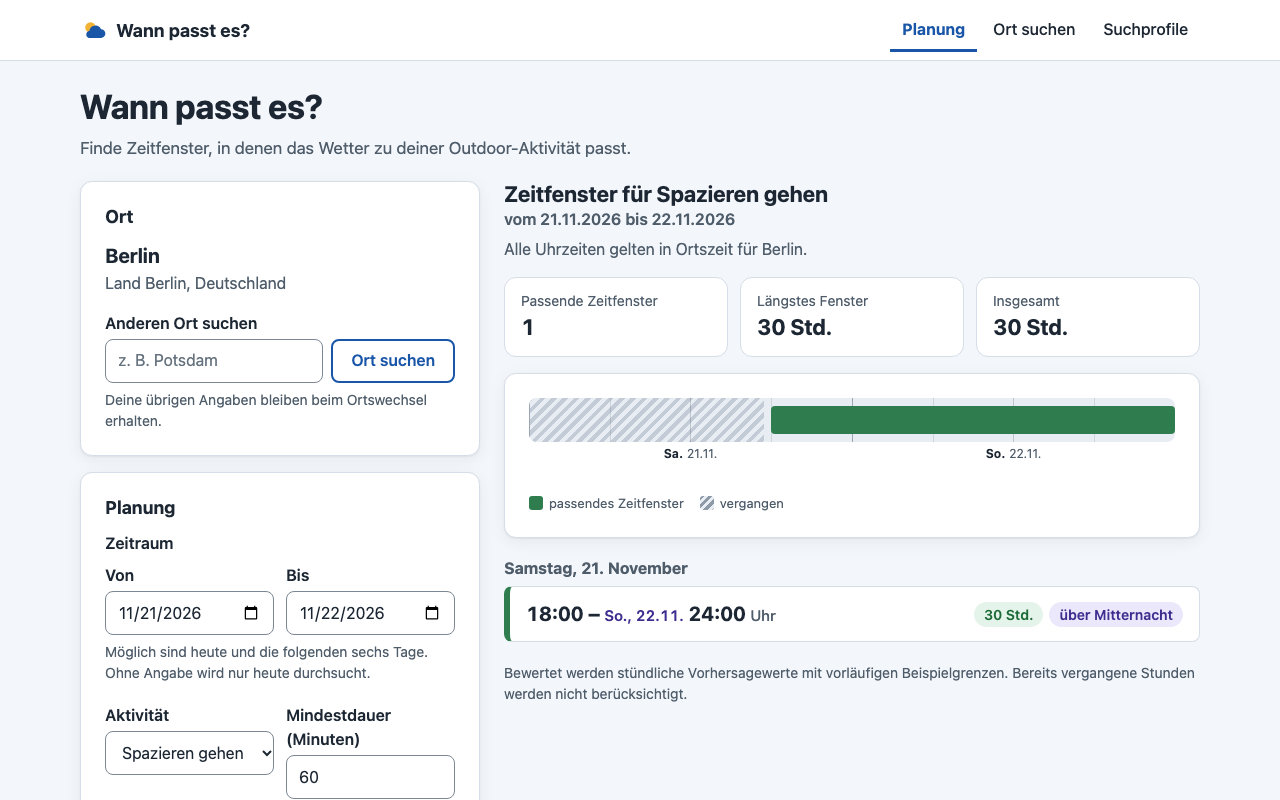 Wann passt es?
Planung
Ort suchen
Suchprofile
Wann passt es?
Finde Zeitfenster, in denen das Wetter zu deiner Outdoor-Aktivität passt.
Ort
Berlin
Land Berlin, Deutschland
Anderen Ort suchen
z. B. Potsdam
Ort suchen
Deine übrigen Angaben bleiben beim Ortswechsel
erhalten.
Planung
Zeitraum
Von
Bis
11/21/2026
11/22/2026
Möglich sind heute und die folgenden sechs Tage.
Ohne Angabe wird nur heute durchsucht.
Aktivität
Mindestdauer
(Minuten)
Spazieren gehen
60
Zeitfenster für Spazieren gehen
vom 21.11.2026 bis 22.11.2026
Alle Uhrzeiten gelten in Ortszeit für Berlin.
Passende Zeitfenster
1
Längstes Fenster
30 Std.
Insgesamt
30 Std.
Sa. 21.11.
So. 22.11.
passendes Zeitfenster
vergangen
Samstag, 21. November
18:00 – So., 22.11. 24:00 Uhr
30 Std.
über Mitternacht
Bewertet werden stündliche Vorhersagewerte mit vorläufigen Beispielgrenzen. Bereits vergangene Stunden
werden nicht berücksichtigt.